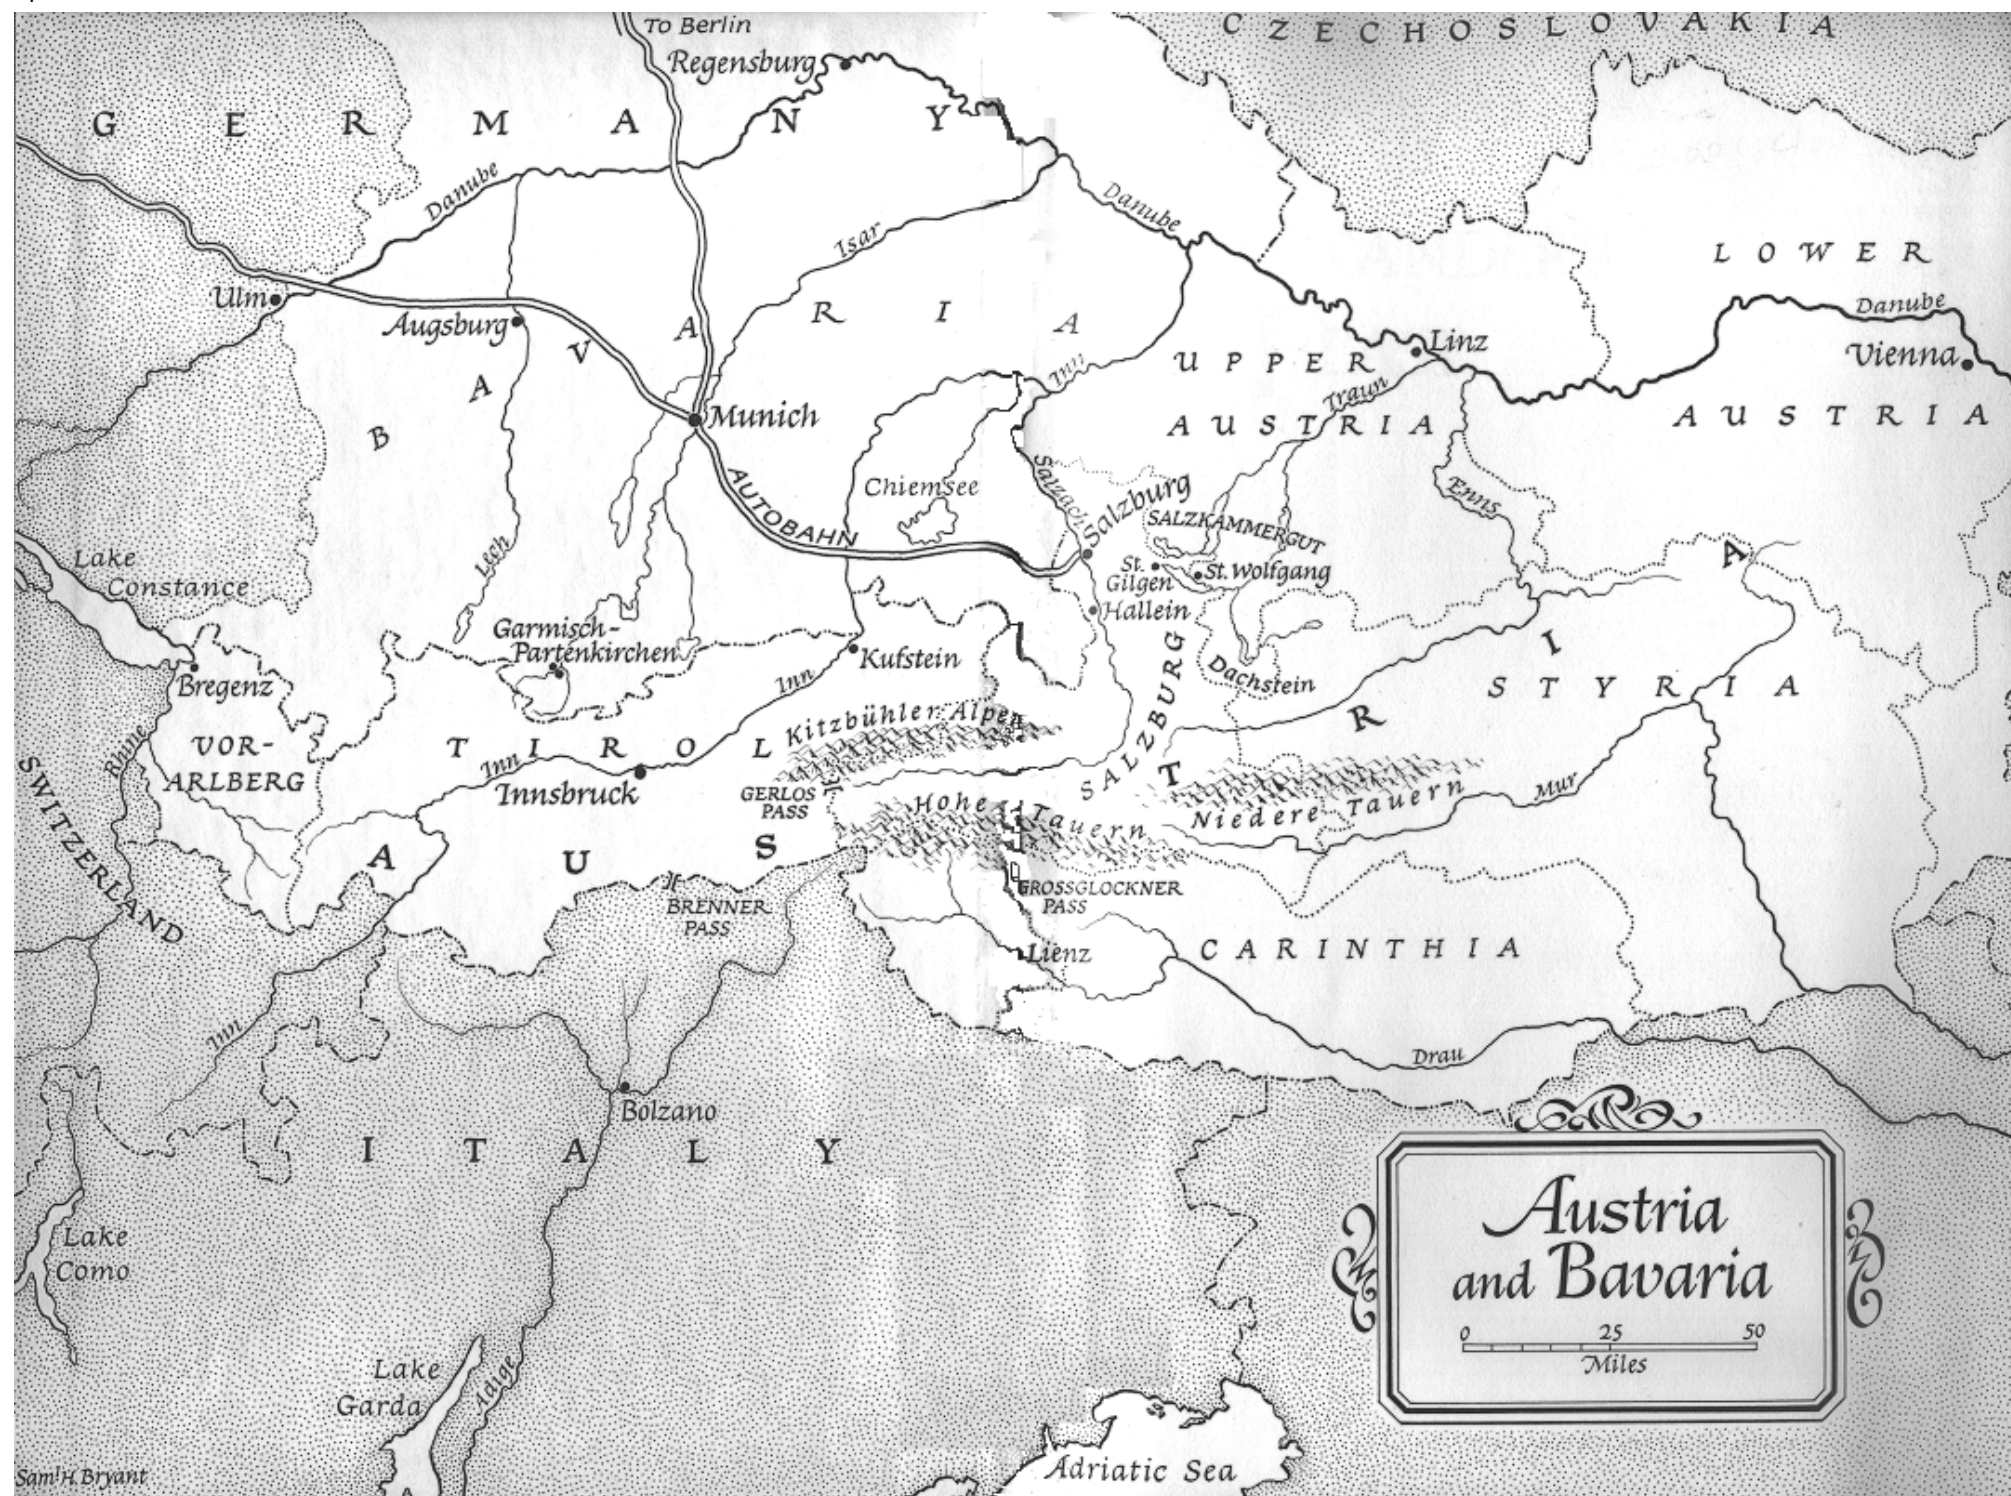 To Berlin
CZECHOSLOVAKIA
Regensburg
GERMANY
Danube
Danube
Isar
LOWER
AUSTRIA
Danube
Vienna
Ulm
Augsburg
BAVARIA
Linz
UPPER
AUSTRIA
Traun
Inn
Munich
AUTOBAHN
Chiemsee
Salzach
Salzburg
SALZKAMMERGUT
Enns
St.
Gilgen
St. Wolfgang
Hallein
Lech
Lake
Constance
Garmisch-
Partenkirchen
Kufstein
Inn
Dachstein
STYRIA
Bregenz
Rhine
VOR-
ARLBERG
TIROL
Kitzbühler Alpen
SALZBURG
Inn
Innsbruck
GERLOS
PASS
Hohe Tauern
Niedere Tauern
Mur
SWITZERLAND
AUSTRIA
BRENNER
PASS
GROSSGLOCKNER
PASS
Lienz
CARINTHIA
Inn
Drau
Bolzano
ITALY
Austria
and Bavaria
0 25 50
Miles
Lake
Como
Lake
Garda
Adige
Adriatic Sea
Saml H. Bryant